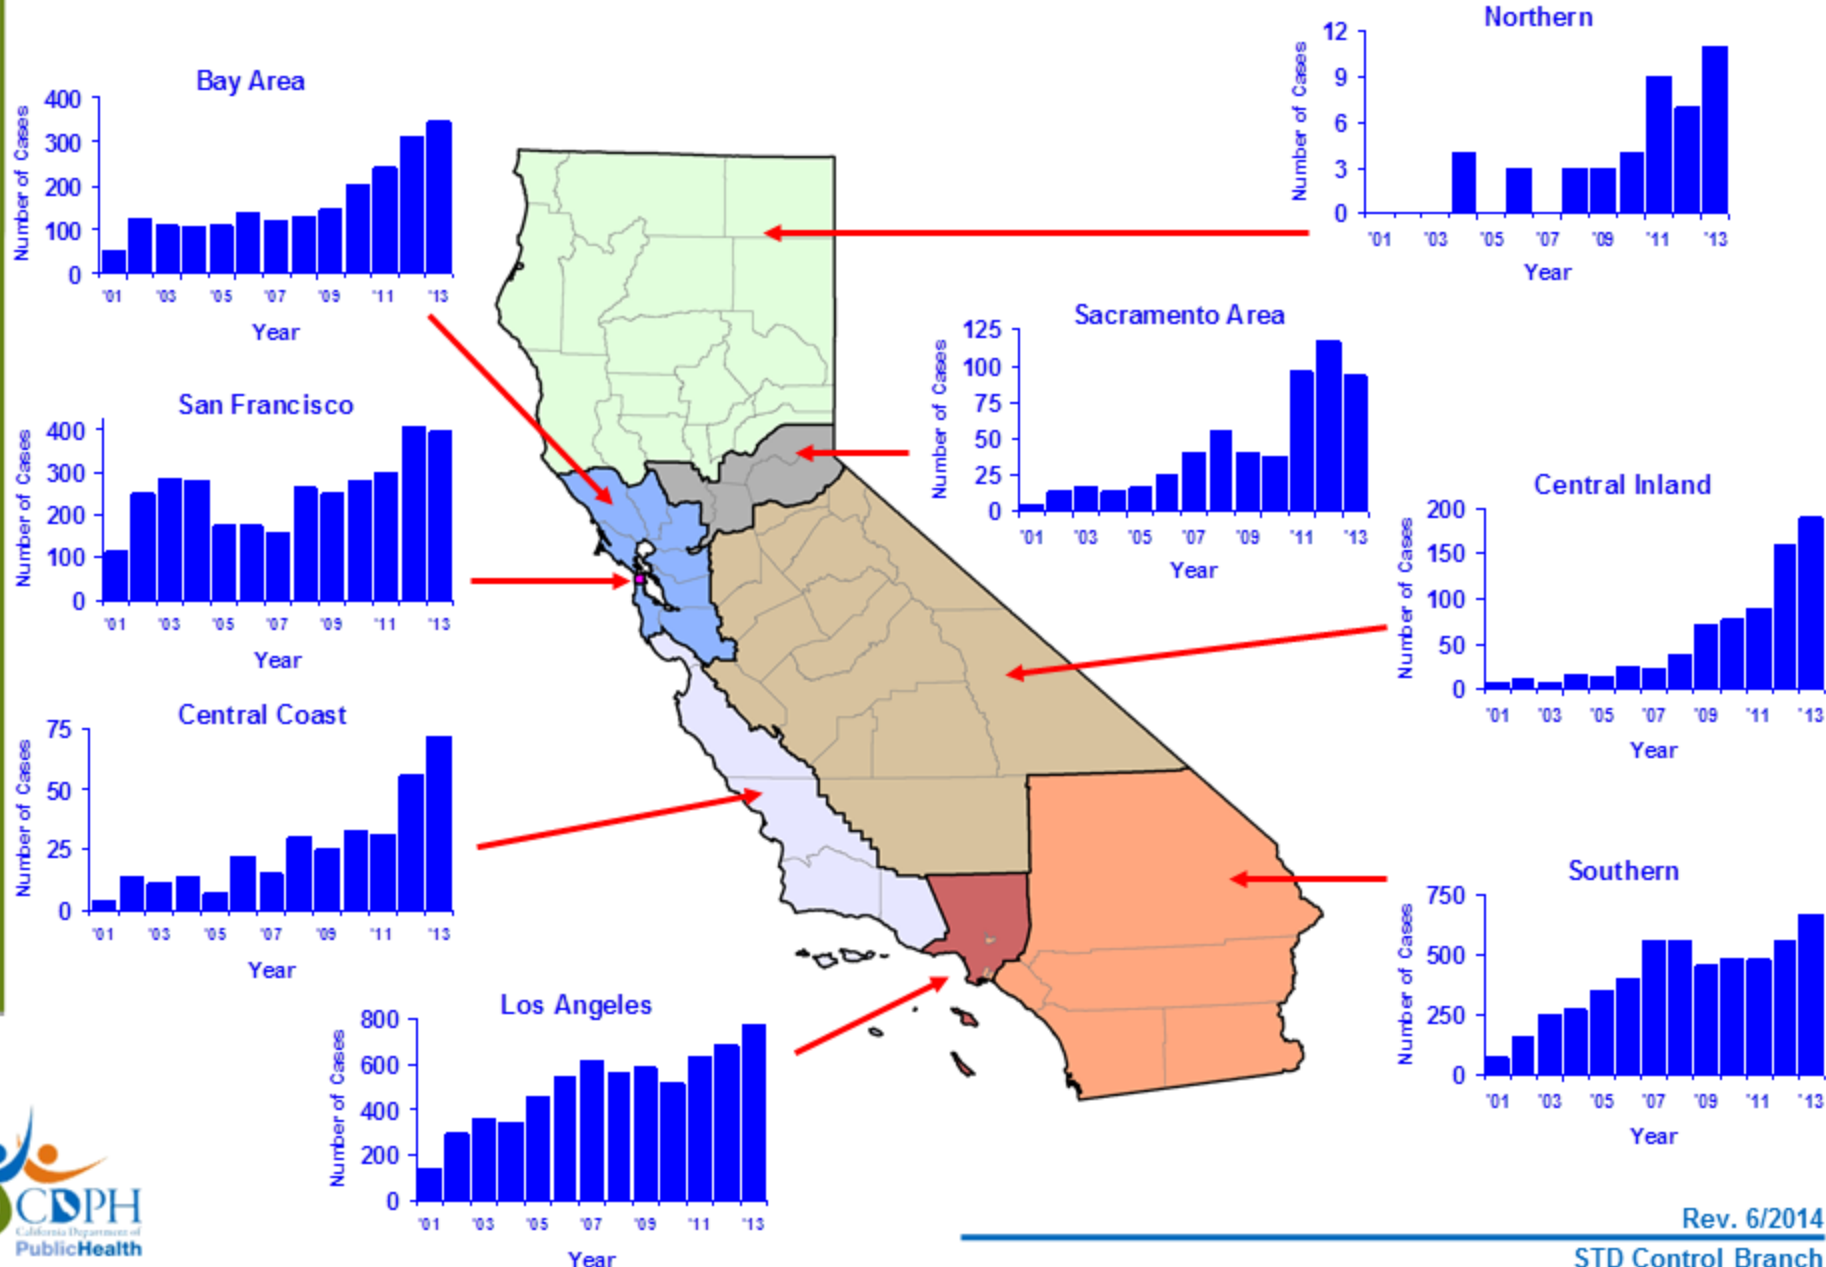 Bay Area
Number of Cases
400
300
200
100
0
'01 '03 '05 '07 '09 '11 '13
Year
San Francisco
Number of Cases
400
300
200
100
0
'01 '03 '05 '07 '09 '11 '13
Year
Central Coast
Number of Cases
75
50
25
0
'01 '03 '05 '07 '09 '11 '13
Year
Los Angeles
Number of Cases
800
600
400
200
0
'01 '03 '05 '07 '09 '11 '13
Year
Northern
Number of Cases
12
9
6
3
0
'01 '03 '05 '07 '09 '11 '13
Year
Sacramento Area
Number of Cases
125
100
75
50
25
0
'01 '03 '05 '07 '09 '11 '13
Year
Central Inland
Number of Cases
200
150
100
50
0
'01 '03 '05 '07 '09 '11 '13
Year
Southern
Number of Cases
750
500
250
0
'01 '03 '05 '07 '09 '11 '13
Year
CDPH
California Department of
PublicHealth
Rev. 6/2014
STD Control Branch